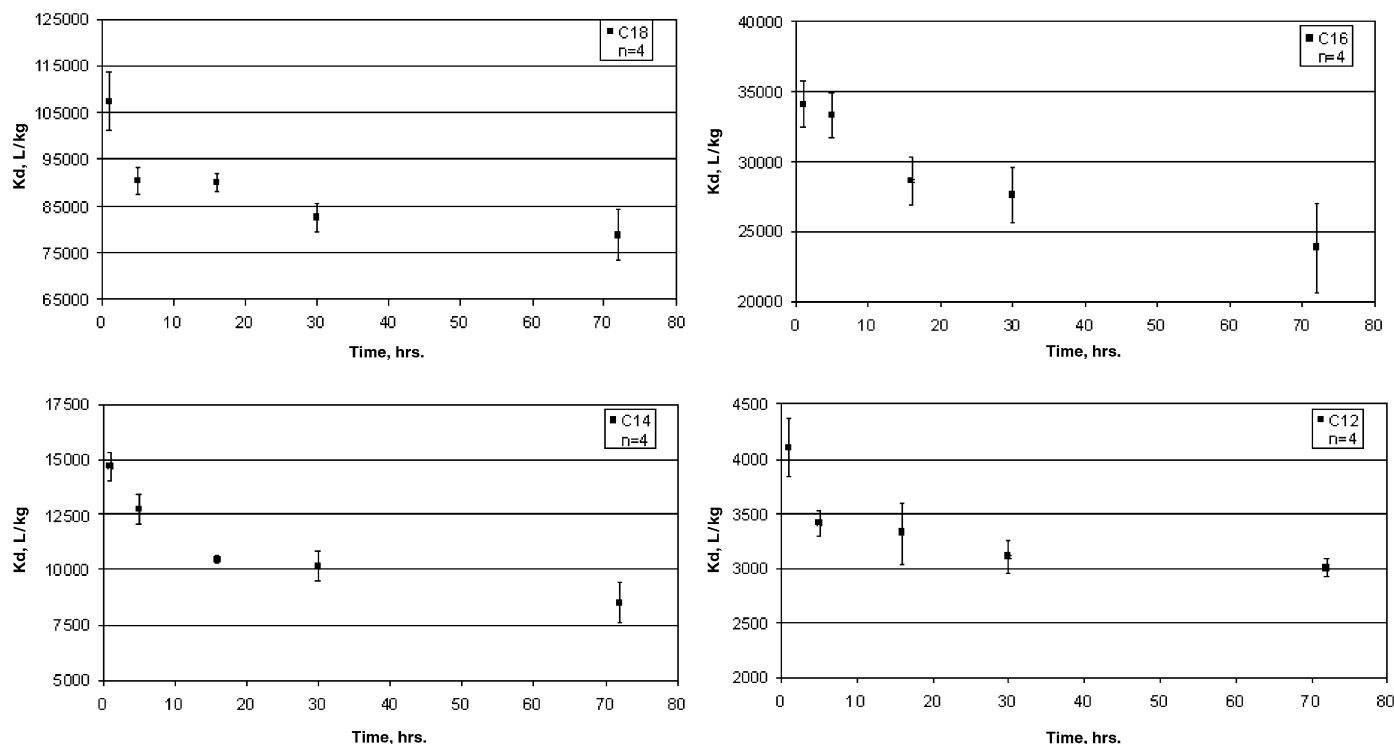 125000
115000
105000
95000
85000
75000
65000
Kd, L/kg
C18
n=4
0 10 20 30 40 50 60 70 80
Time, hrs.
40000
35000
30000
25000
20000
Kd, L/kg
C16
n=4
0 10 20 30 40 50 60 70 80
Time, hrs.
17500
15000
12500
10000
7500
5000
Kd, L/kg
C14
n=4
0 10 20 30 40 50 60 70 80
Time, hrs.
4500
4000
3500
3000
2500
2000
Kd, L/kg
C12
n=4
0 10 20 30 40 50 60 70 80
Time, hrs.